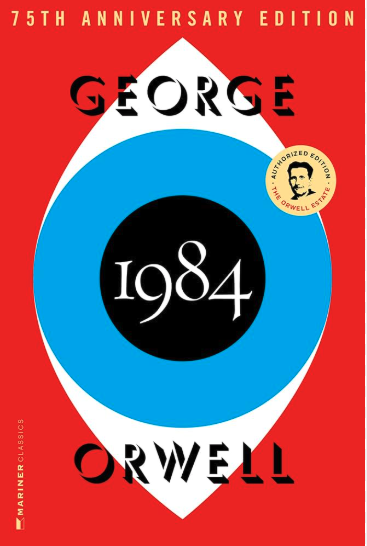 75TH ANNIVERSARY EDITION
GEORGE
AUTHORIZED EDITION
· THE ORWELL ESTATE ·
1984
ORWELL
MARINER CLASSICS